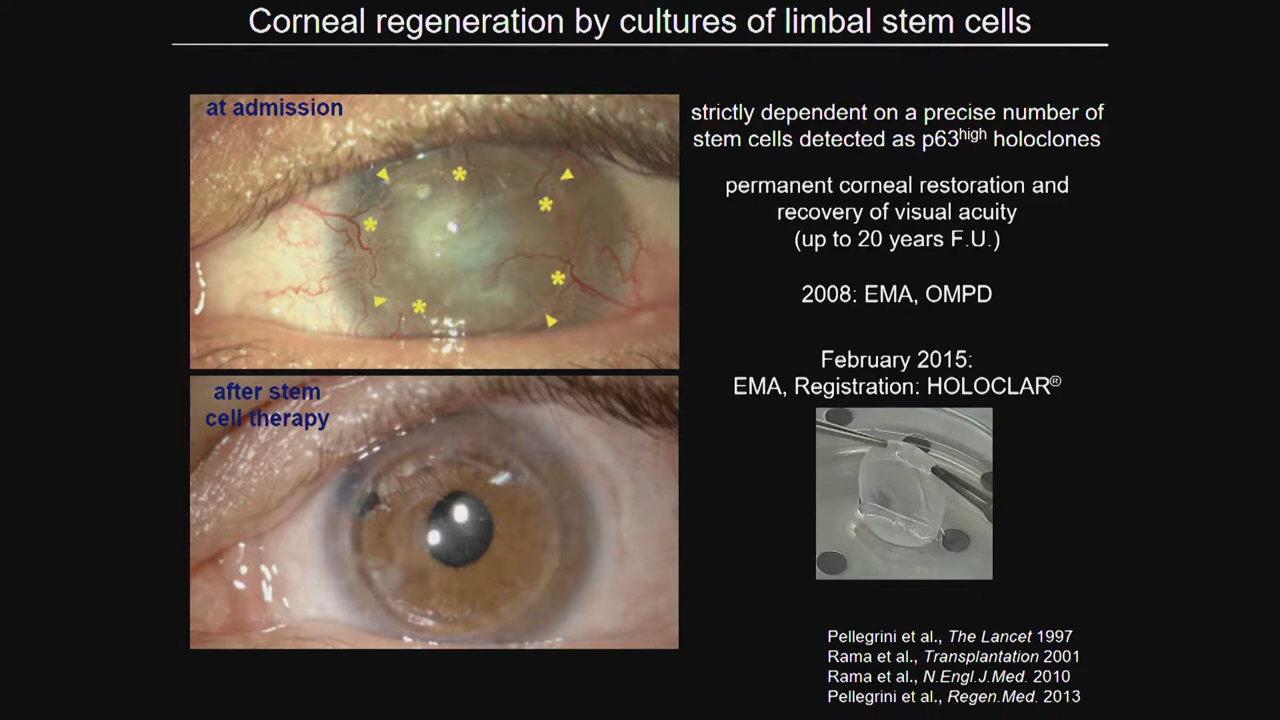 Corneal regeneration by cultures of limbal stem cells
at admission
strictly dependent on a precise number of
stem cells detected as p63high holoclones
permanent corneal restoration and
recovery of visual acuity
(up to 20 years F.U.)
2008: EMA, OMPD
February 2015:
EMA, Registration: HOLOCLAR®
after stem
cell therapy
Pellegrini et al., The Lancet 1997
Rama et al., Transplantation 2001
Rama et al., N.Engl.J.Med. 2010
Pellegrini et al., Regen.Med. 2013